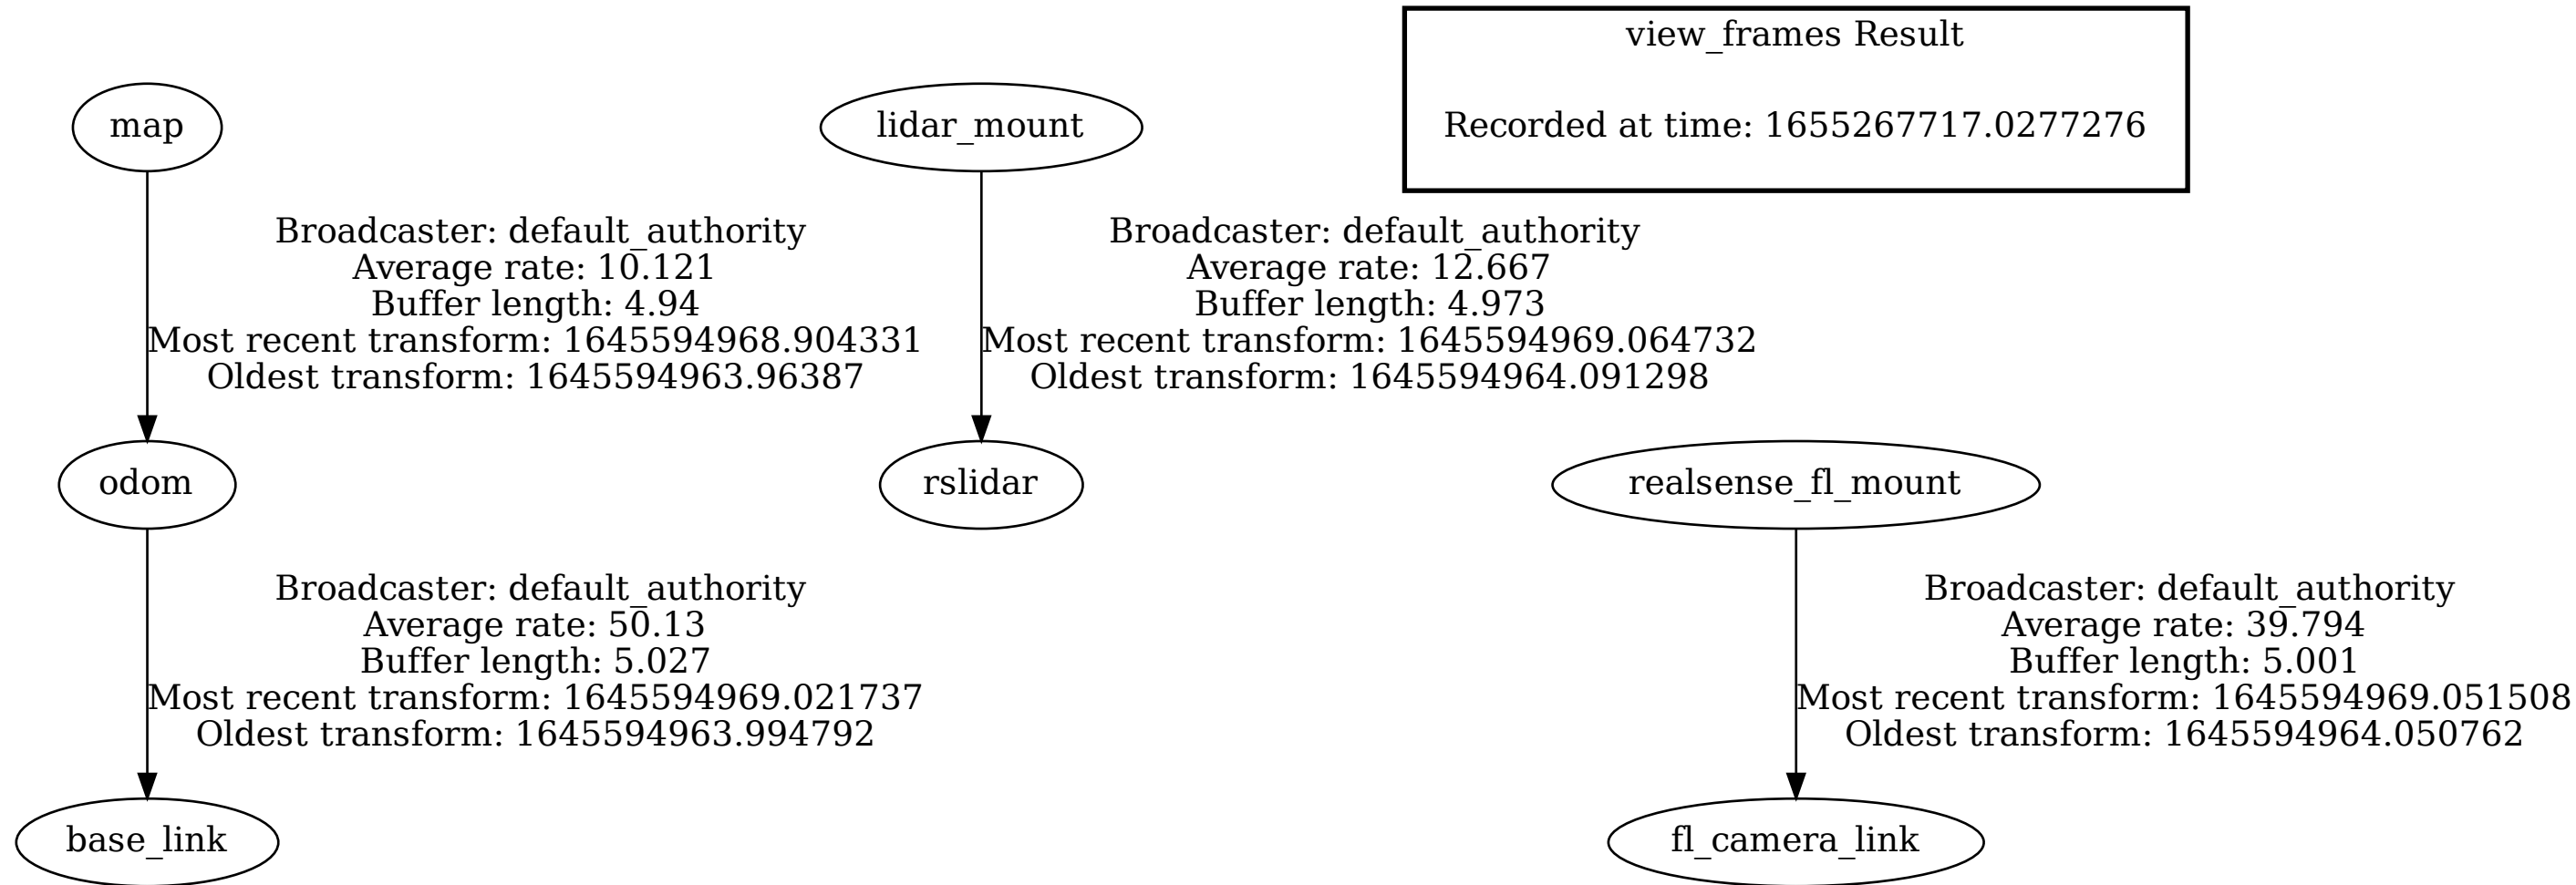 view_frames Result
Recorded at time: 1655267717.0277276
map
lidar_mount
Broadcaster: default_authority
Average rate: 10.121
Buffer length: 4.94
Most recent transform: 1645594968.904331
Oldest transform: 1645594963.96387
Broadcaster: default_authority
Average rate: 12.667
Buffer length: 4.973
Most recent transform: 1645594969.064732
Oldest transform: 1645594964.091298
odom
rslidar
realsense_fl_mount
Broadcaster: default_authority
Average rate: 50.13
Buffer length: 5.027
Most recent transform: 1645594969.021737
Oldest transform: 1645594963.994792
Broadcaster: default_authority
Average rate: 39.794
Buffer length: 5.001
Most recent transform: 1645594969.051508
Oldest transform: 1645594964.050762
base_link
fl_camera_link